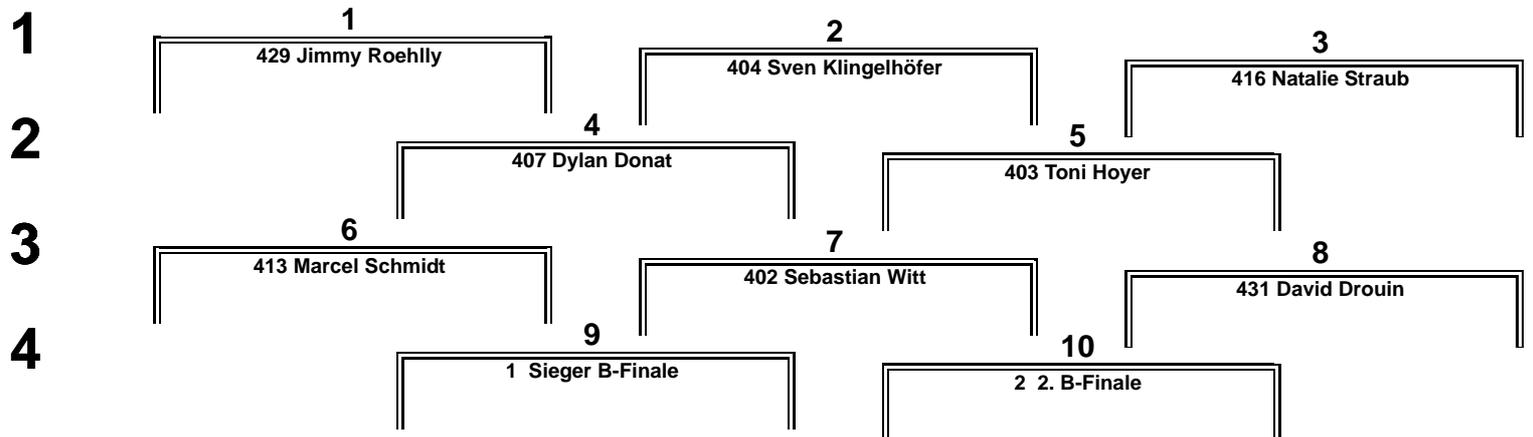 1 1 2 3
429 Jimmy Roehlly 404 Sven Klingelhöfer 416 Natalie Straub
2 4 5
407 Dylan Donat 403 Toni Hoyer
3 6 7 8
413 Marcel Schmidt 402 Sebastian Witt 431 David Drouin
4 9 10
1 Sieger B-Finale 2 2. B-Finale